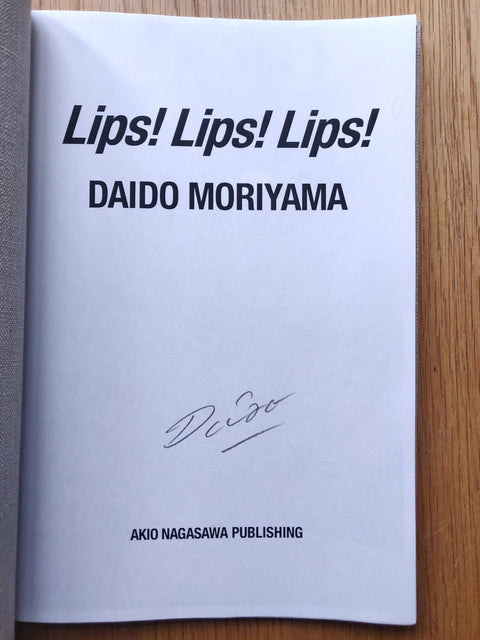 Lips! Lips! Lips!
DAIDO MORIYAMA
Daido
AKIO NAGASAWA PUBLISHING